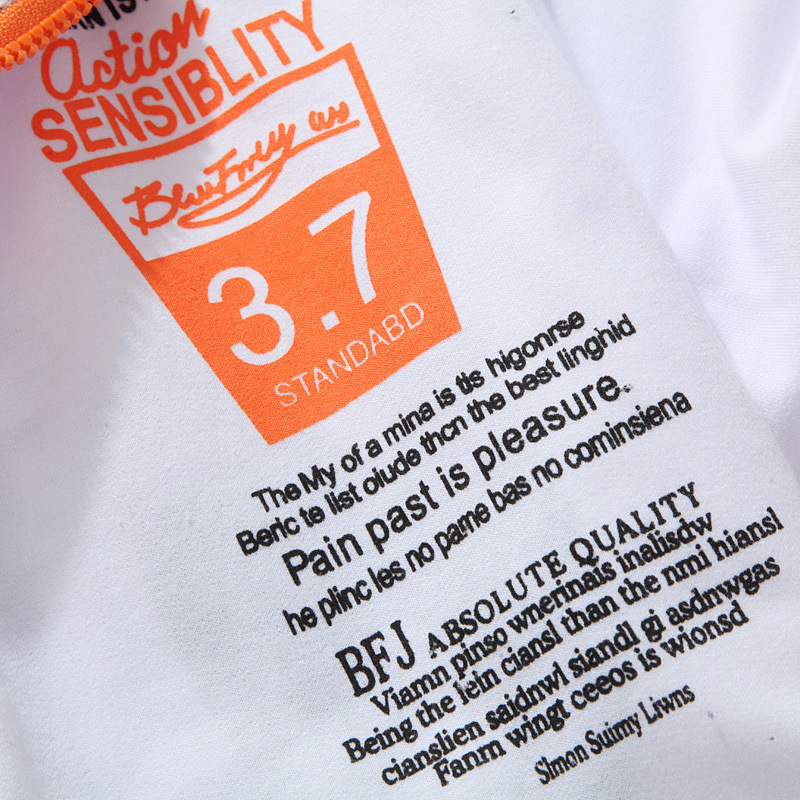 Action
SENSIBLITY
3.7
STANDABD
The My of a mina is tis higonrse
Beric te list oiude thcn the best linghid
Pain past is pleasure.
he plinc les no pame bas no cominsiena
BFJ ABSOLUTE QUALITY
Viamn pinso wnerinais inalisdw
Being the lein ciansl than the nmi hiansl
cianslien saidnwl siandl gi asdnwgas
Fanm wingt ceeos is wionsd
Slmon Suimy Liwns